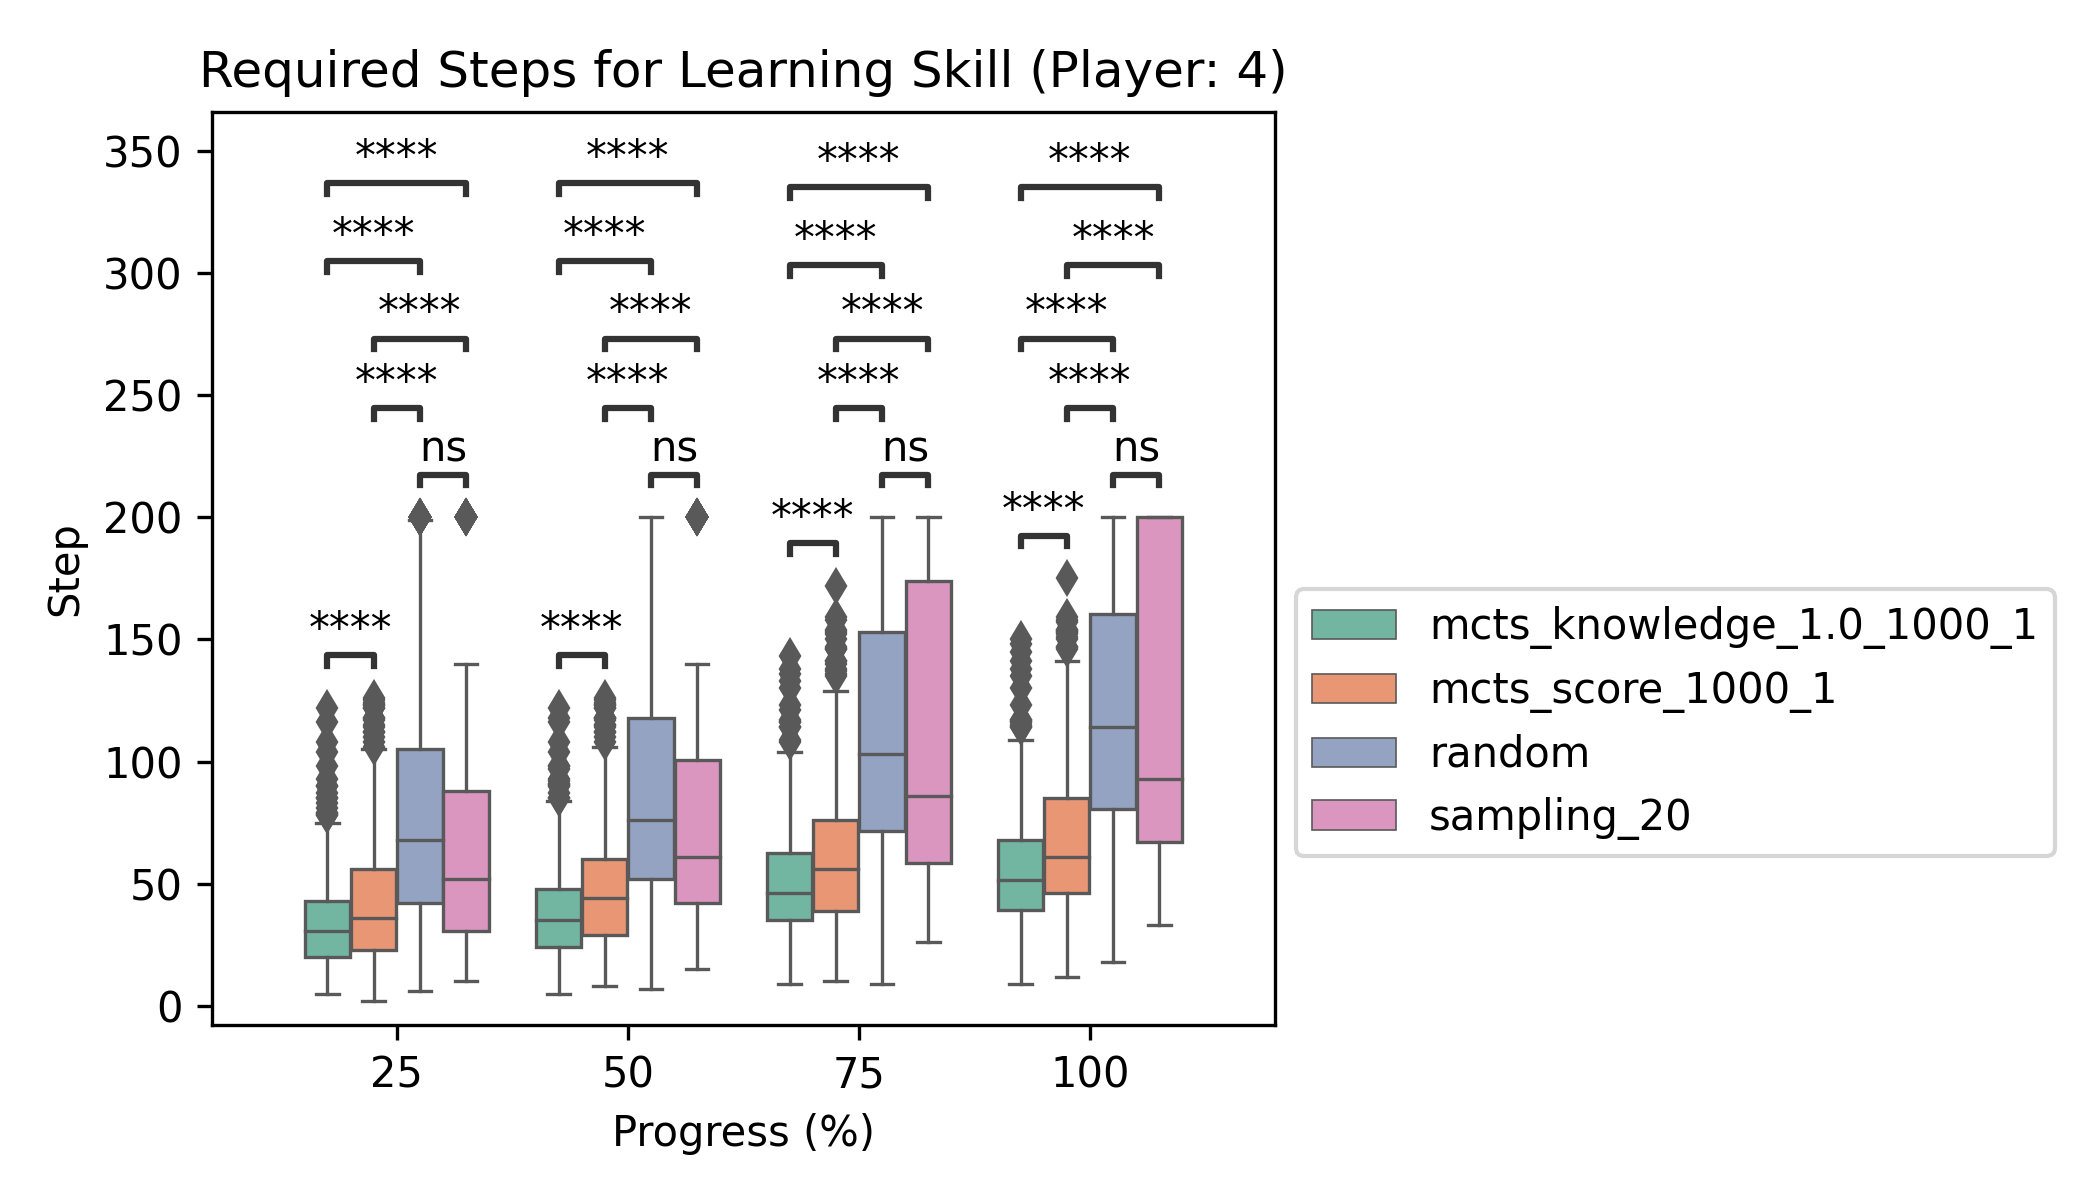 Required Steps for Learning Skill (Player: 4)
350
300
250
200
150
100
50
0
Step
**** **** **** ****
**** **** **** ****
**** **** **** ****
**** **** **** ****
ns ns ns ns
**** ****
**** ****
25 50 75 100
Progress (%)
mcts_knowledge_1.0_1000_1
mcts_score_1000_1
random
sampling_20